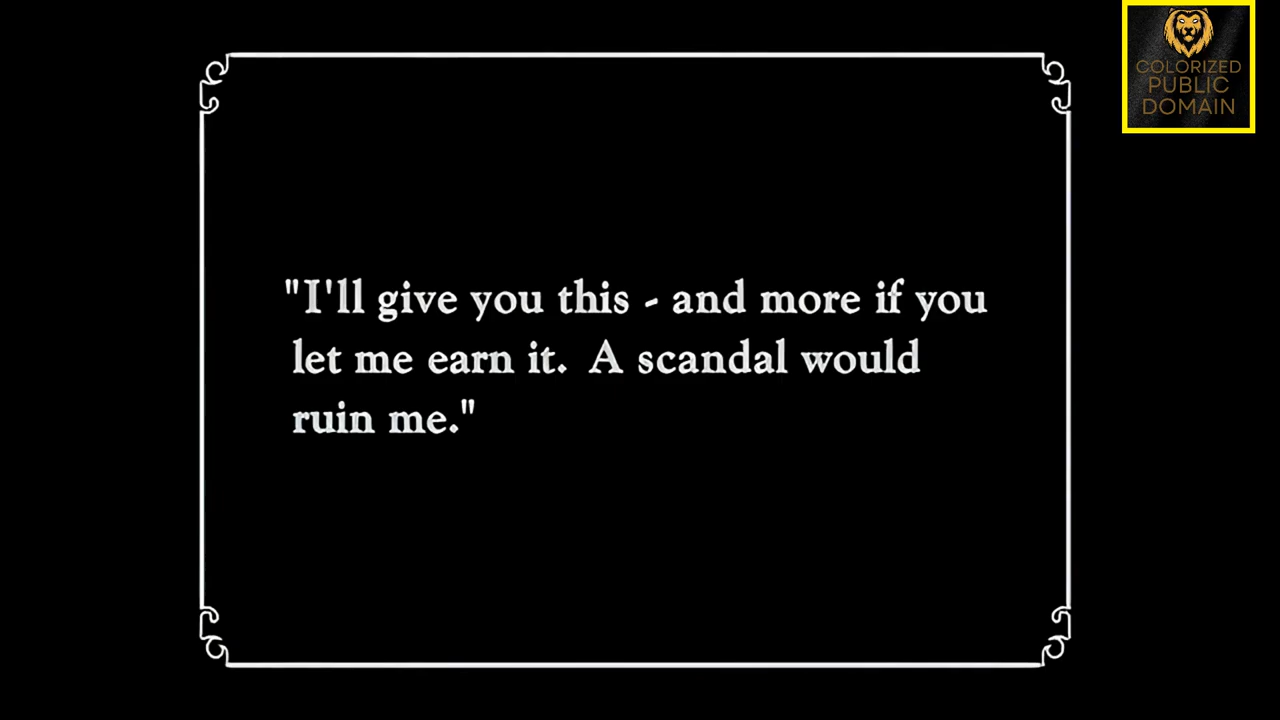 COLORIZED
PUBLIC
DOMAIN
"I'll give you this - and more if you
let me earn it.  A scandal would
ruin me."